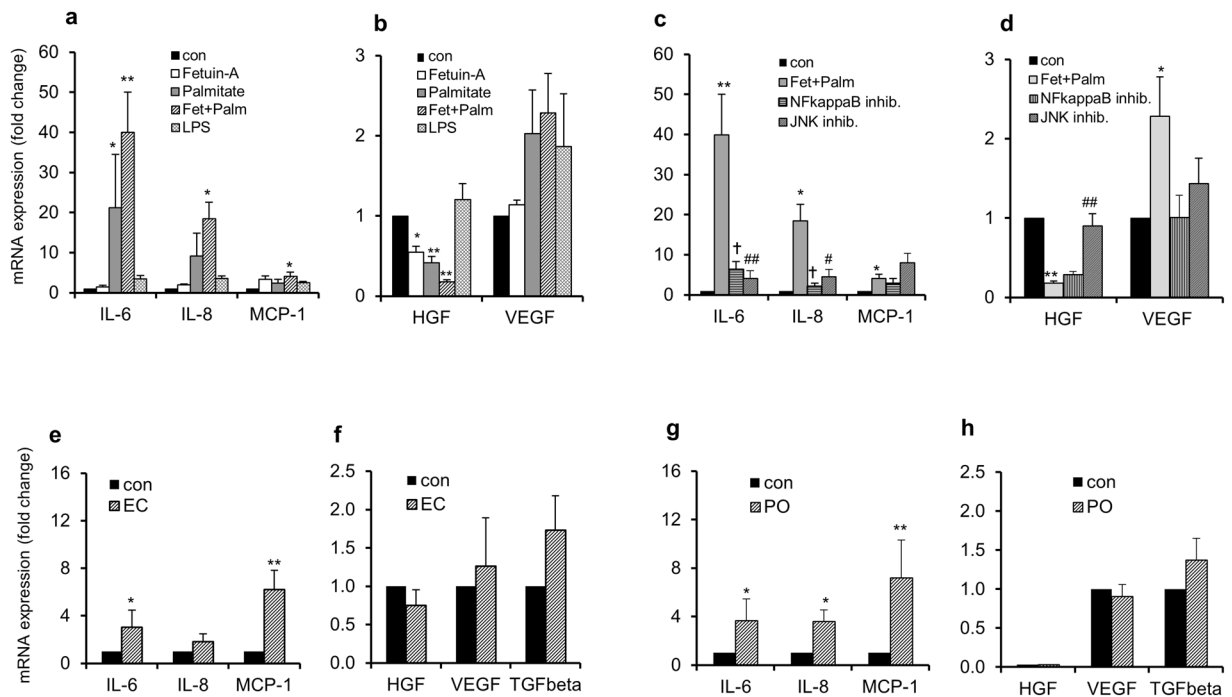 a
mRNA expression (fold change)
60
50
40
30
20
10
0
con
Fetuin-A
Palmitate
Fet+Palm
LPS
*
**
*
*
IL-6 IL-8 MCP-1
b
3
2
1
0
con
Fetuin-A
Palmitate
Fet+Palm
LPS
*
**
**
HGF VEGF
c
60
50
40
30
20
10
0
con
Fet+Palm
NFkappaB inhib.
JNK inhib.
**
†
##
*
†
#
*
IL-6 IL-8 MCP-1
d
3
2
1
0
con
Fet+Palm
NFkappaB inhib.
JNK inhib.
**
##
*
HGF VEGF
e
mRNA expression (fold change)
16
12
8
4
0
con
EC
*
**
IL-6 IL-8 MCP-1
f
2.5
2.0
1.5
1.0
0.5
0.0
con
EC
HGF VEGF TGFbeta
g
16
12
8
4
0
con
PO
*
*
**
IL-6 IL-8 MCP-1
h
2.5
2.0
1.5
1.0
0.5
0.0
con
PO
HGF VEGF TGFbeta